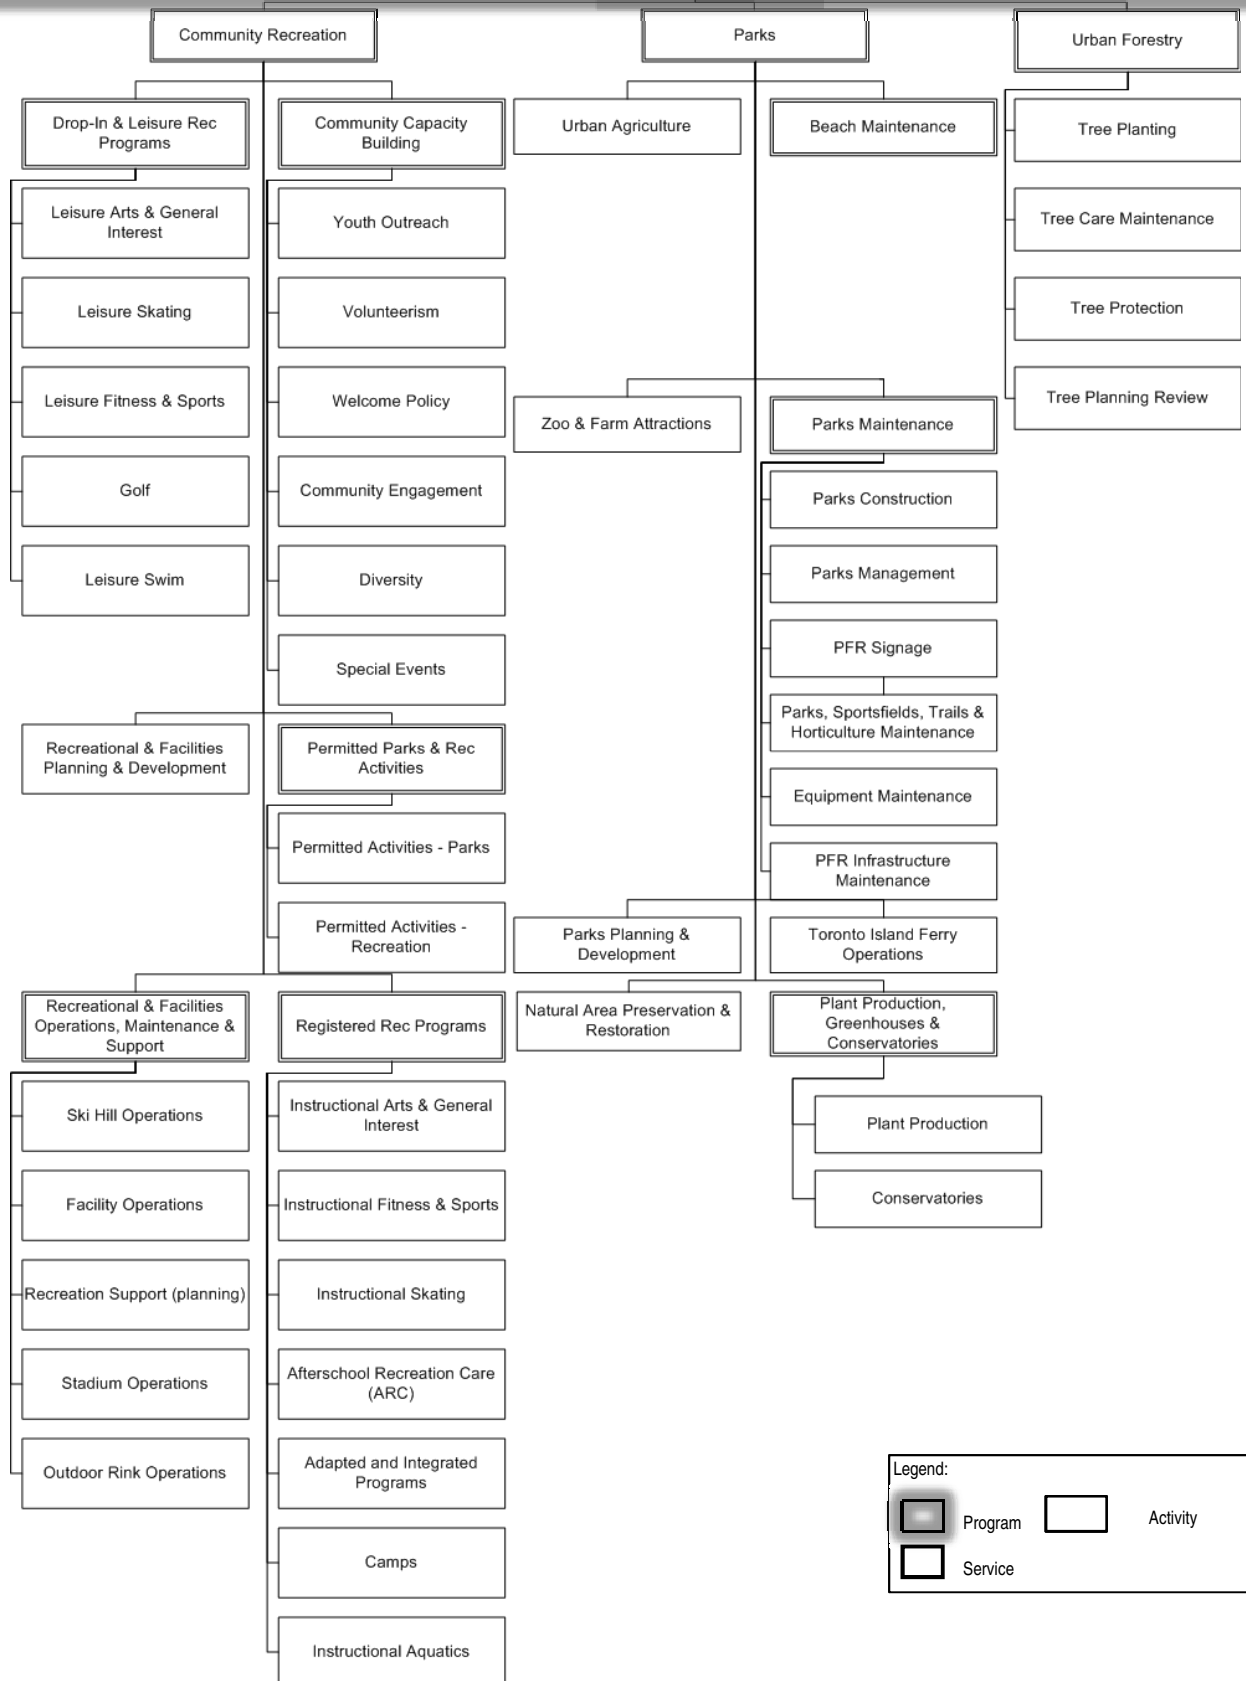 Community Recreation
Parks
Urban Forestry
Drop-In & Leisure Rec
Programs
Community Capacity
Building
Urban Agriculture
Beach Maintenance
Tree Planting
Leisure Arts & General
Interest
Youth Outreach
Tree Care Maintenance
Leisure Skating
Volunteerism
Tree Protection
Leisure Fitness & Sports
Welcome Policy
Zoo & Farm Attractions
Parks Maintenance
Tree Planning Review
Golf
Community Engagement
Parks Construction
Leisure Swim
Diversity
Parks Management
Special Events
PFR Signage
Parks, Sportsfields, Trails &
Horticulture Maintenance
Recreational & Facilities
Planning & Development
Permitted Parks & Rec
Activities
Equipment Maintenance
Permitted Activities - Parks
PFR Infrastructure
Maintenance
Permitted Activities -
Recreation
Parks Planning &
Development
Toronto Island Ferry
Operations
Recreational & Facilities
Operations, Maintenance &
Support
Registered Rec Programs
Natural Area Preservation &
Restoration
Plant Production,
Greenhouses &
Conservatories
Ski Hill Operations
Instructional Arts & General
Interest
Plant Production
Facility Operations
Instructional Fitness & Sports
Conservatories
Recreation Support (planning)
Instructional Skating
Stadium Operations
Afterschool Recreation Care
(ARC)
Outdoor Rink Operations
Adapted and Integrated
Programs
Camps
Instructional Aquatics
Legend:
Program
Activity
Service